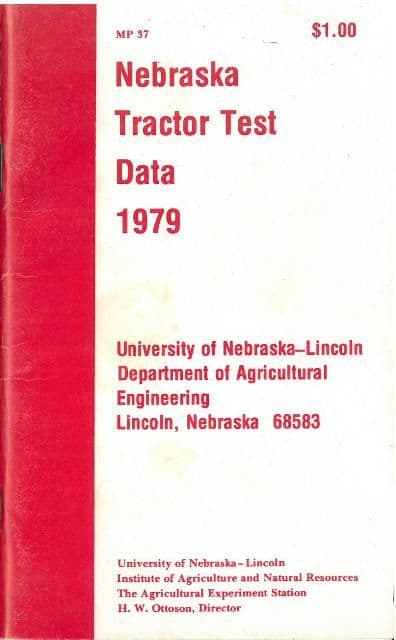 MP 37
$1.00
Nebraska
Tractor Test
Data
1979
University of Nebraska–Lincoln
Department of Agricultural
Engineering
Lincoln, Nebraska 68583
University of Nebraska – Lincoln
Institute of Agriculture and Natural Resources
The Agricultural Experiment Station
H. W. Ottoson, Director